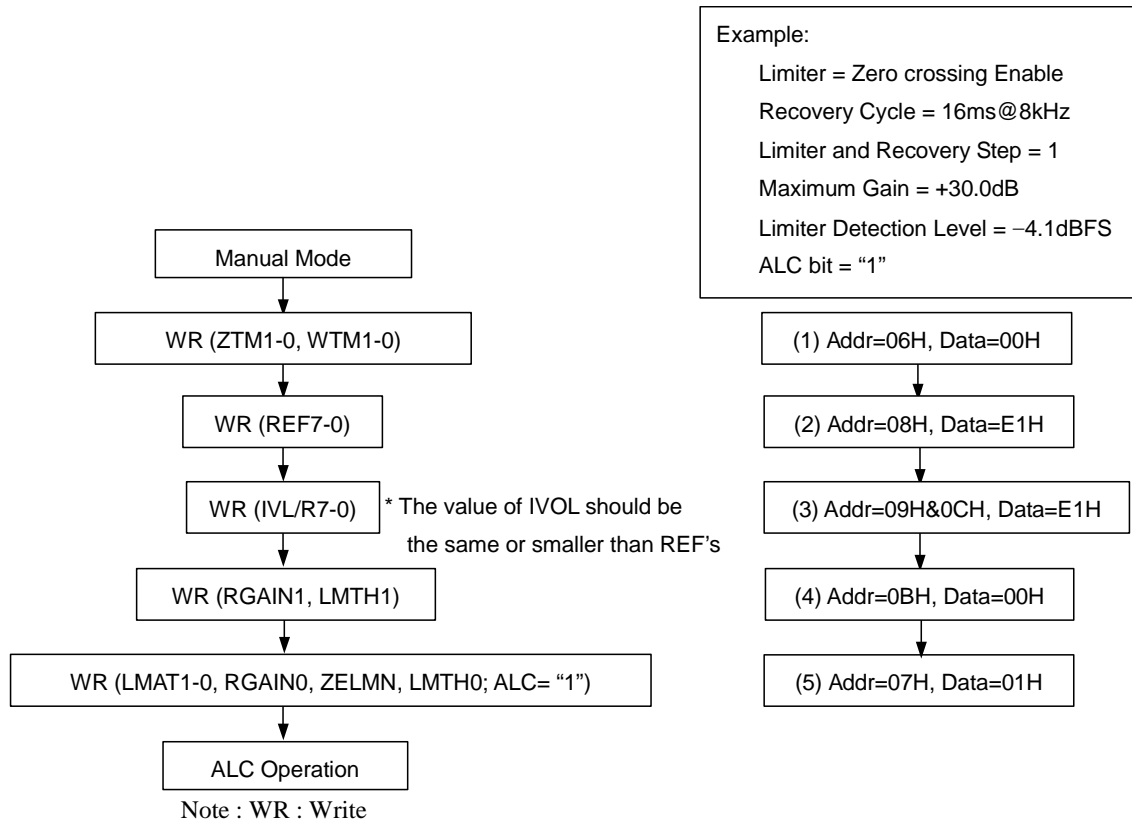 Example:
Limiter = Zero crossing Enable
Recovery Cycle = 16ms@8kHz
Limiter and Recovery Step = 1
Maximum Gain = +30.0dB
Limiter Detection Level = −4.1dBFS
ALC bit = “1”
Manual Mode
WR (ZTM1-0, WTM1-0)
WR (REF7-0)
WR (IVL/R7-0)
* The value of IVOL should be
the same or smaller than REF’s
WR (RGAIN1, LMTH1)
WR (LMAT1-0, RGAIN0, ZELMN, LMTH0; ALC= “1”)
ALC Operation
Note : WR : Write
(1) Addr=06H, Data=00H
(2) Addr=08H, Data=E1H
(3) Addr=09H&0CH, Data=E1H
(4) Addr=0BH, Data=00H
(5) Addr=07H, Data=01H